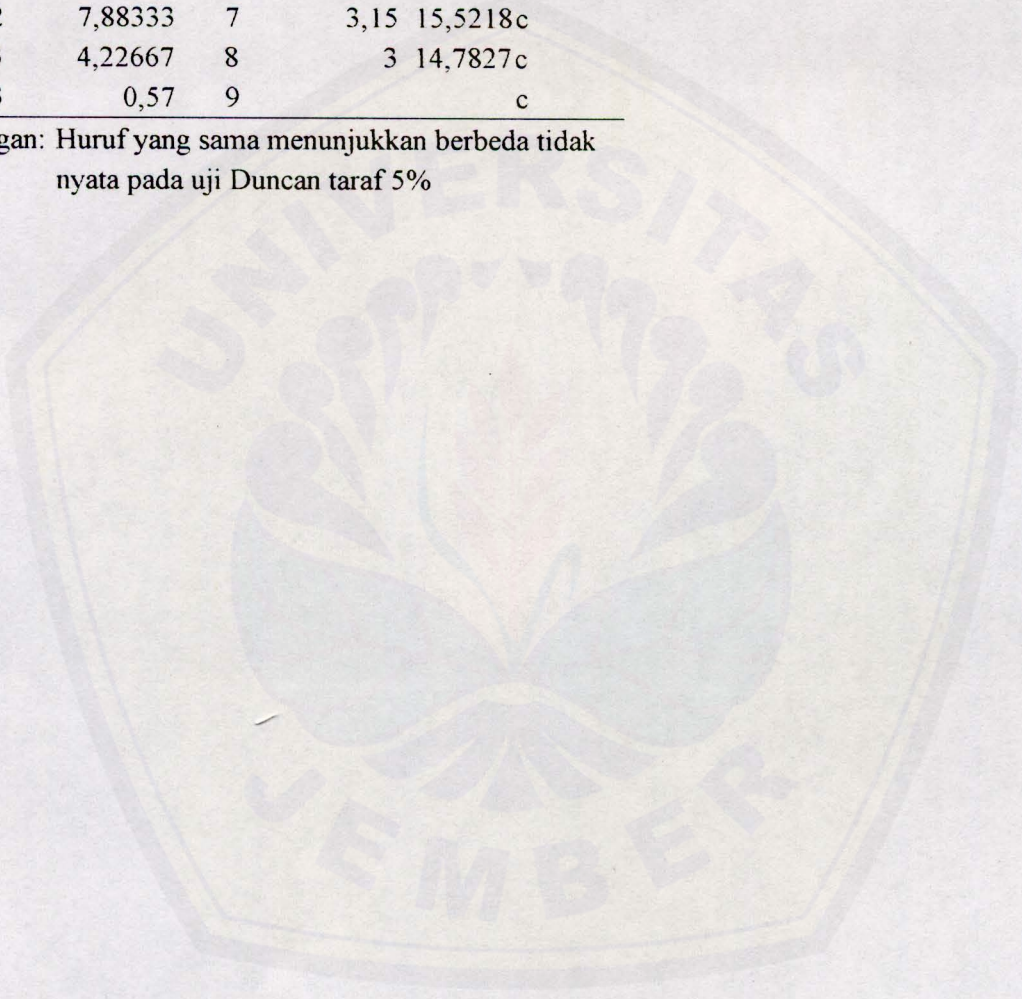 7,88333 7 3,15 15,5218c
4,22667 8 3 14,7827c
0,57 9 c
gan: Huruf yang sama menunjukkan berbeda tidak
nyata pada uji Duncan taraf 5%
UNIVERSITAS
JEMBER